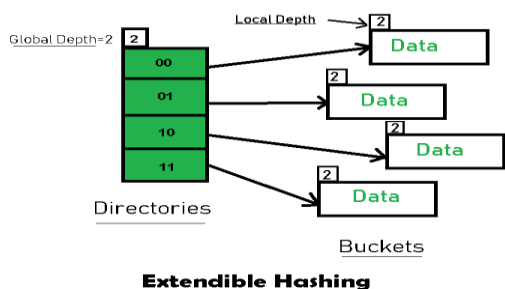 Local Depth
Global Depth=2
2
2
Data
00
01
10
11
2
Data
2
Data
2
Data
Directories
Buckets
Extendible Hashing